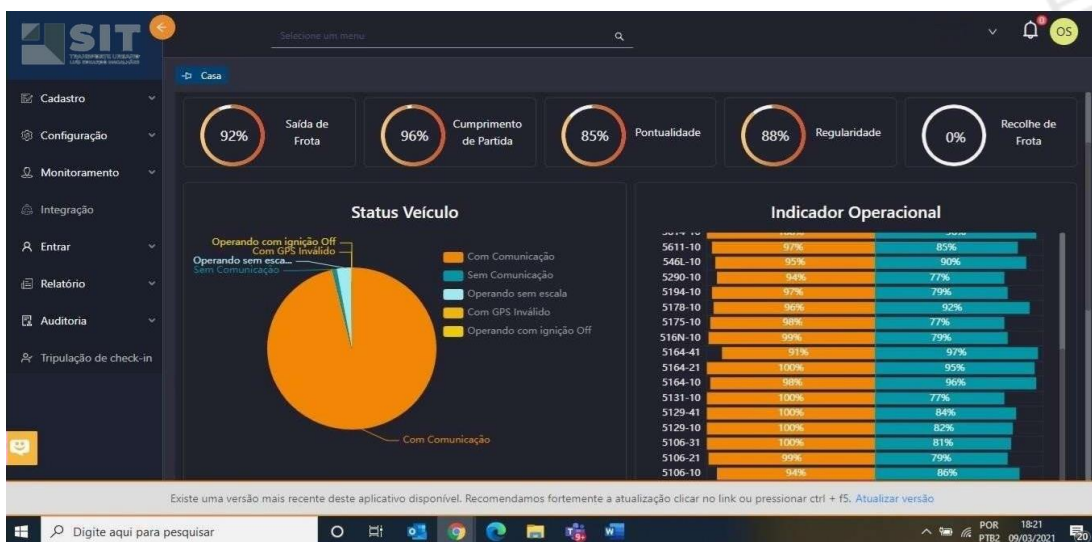 SIT
Selecione um menu
OS
Casa
Cadastro
Configuração
Monitoramento
Integração
Entrar
Relatório
Auditoria
Tripulação de check-in
92%
Saída de
Frota
96%
Cumprimento
de Partida
85%
Pontualidade
88%
Regularidade
0%
Recolhe de
Frota
Status Veículo
Operando com ignição Off
Com GPS Inválido
Operando sem esca...
Sem Comunicação
Com Comunicação
Com Comunicação
Sem Comunicação
Operando sem escala
Com GPS Inválido
Operando com ignição Off
Indicador Operacional
5611-10 97% 85%
546L-10 95% 90%
5290-10 94% 77%
5194-10 97% 79%
5178-10 96% 92%
5175-10 98% 77%
516N-10 99% 79%
5164-41 91% 97%
5164-21 100% 95%
5164-10 98% 96%
5131-10 100% 77%
5129-41 100% 84%
5129-10 100% 82%
5106-31 100% 81%
5106-21 99% 79%
5106-10 94% 86%
Existe uma versão mais recente deste aplicativo disponível. Recomendamos fortemente a atualização clicar no link ou pressionar ctrl + f5. Atualizar versão
Digite aqui para pesquisar
POR
PTB2
18:21
09/03/2021